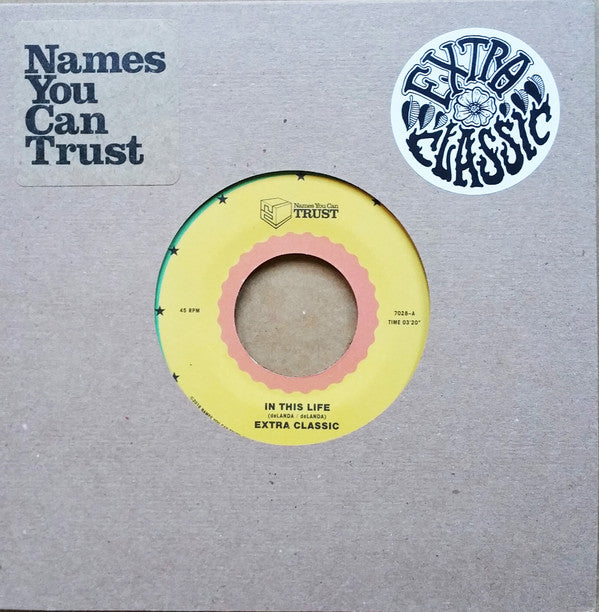 Names
You
Can
Trust
EXTRA
CLASSIC
Names You Can
TRUST
45 RPM
7028-A
TIME 03'20"
IN THIS LIFE
(deLANDA / deLANDA)
EXTRA CLASSIC